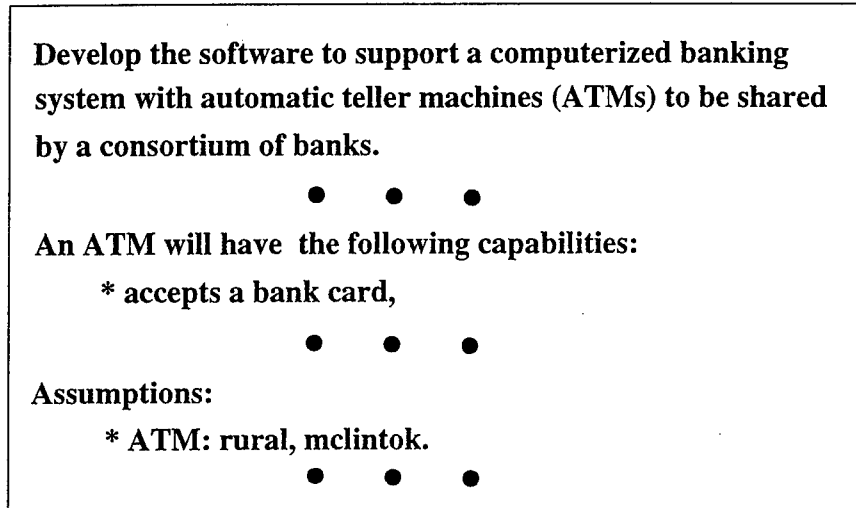 Develop the software to support a computerized banking
system with automatic teller machines (ATMs) to be shared
by a consortium of banks.
● ● ●
An ATM will have the following capabilities:
* accepts a bank card,
● ● ●
Assumptions:
* ATM: rural, mclintok.
● ● ●